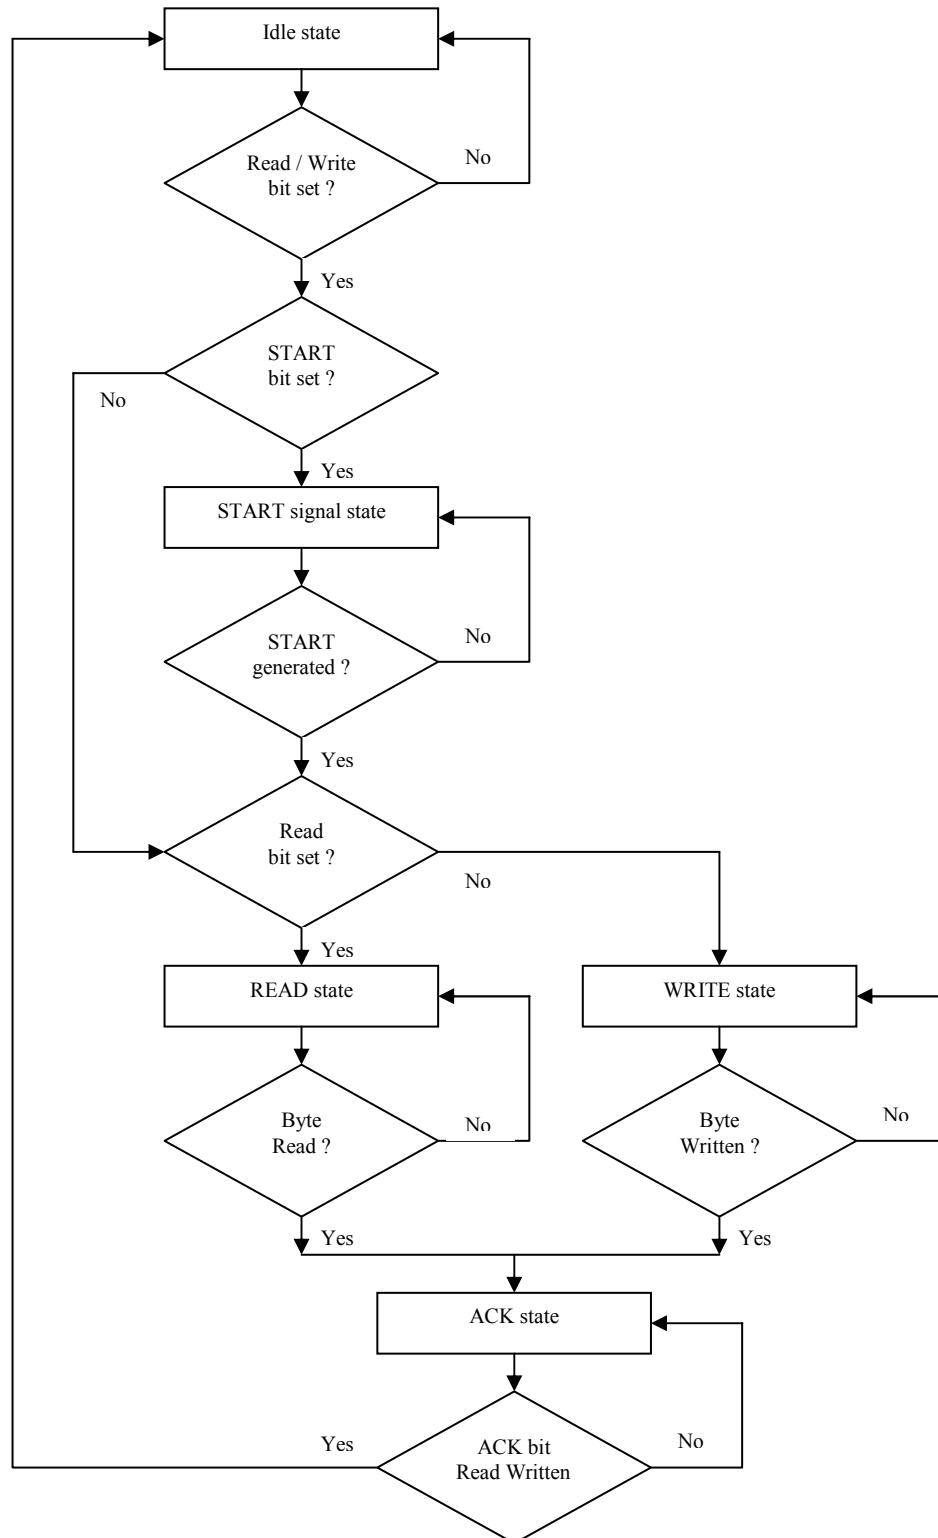 Idle state
Read / Write
bit set ?
No
Yes
START
bit set ?
No
Yes
START signal state
START
generated ?
No
Yes
Read
bit set ?
No
Yes
READ state
WRITE state
Byte
Read ?
No
Byte
Written ?
No
Yes
Yes
ACK state
Yes
ACK bit
Read Written
No